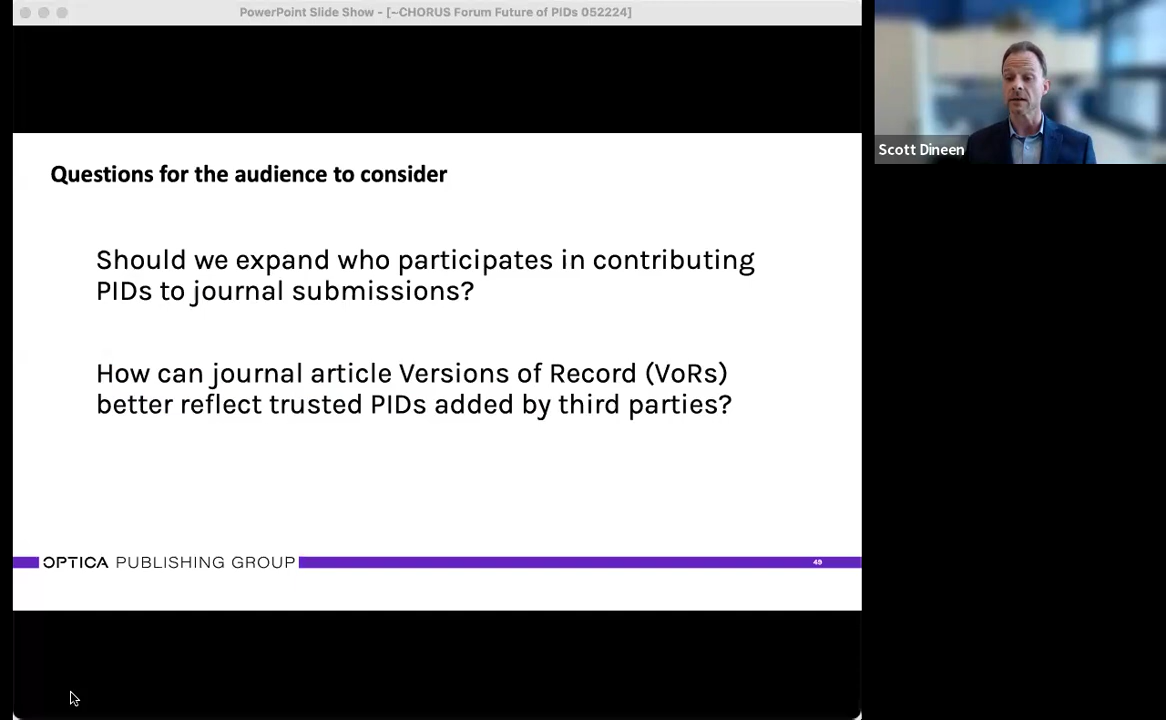 PowerPoint Slide Show - [~CHORUS Forum Future of PIDs 052224]
Scott Dineen
Questions for the audience to consider
Should we expand who participates in contributing
PIDs to journal submissions?
How can journal article Versions of Record (VoRs)
better reflect trusted PIDs added by third parties?
OPTICA PUBLISHING GROUP
49